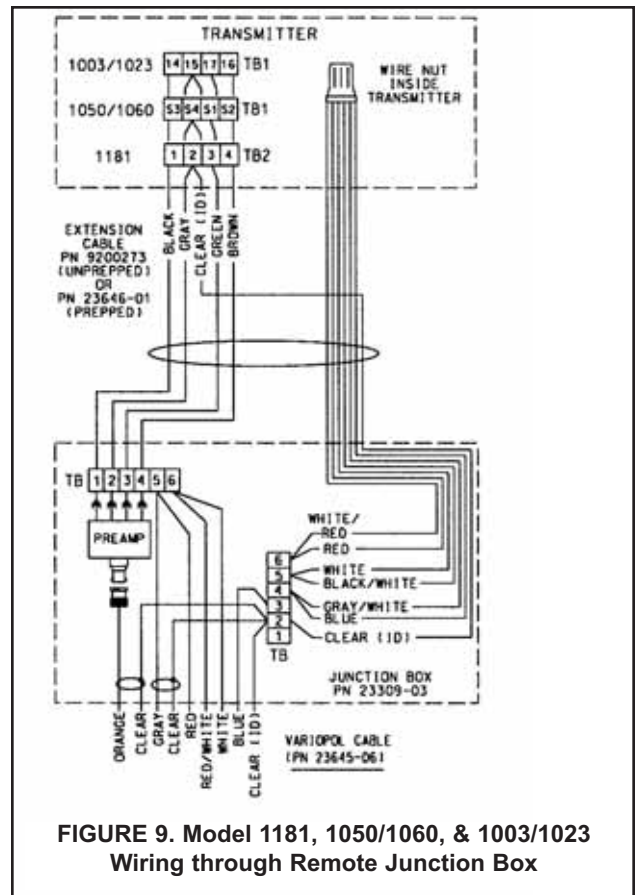 TRANSMITTER
1003/1023 14 15 17 16 TB1
1050/1060 S3 S4 S1 S2 TB1
1181 1 2 3 4 TB2
WIRE NUT
INSIDE
TRANSMITTER
EXTENSION
CABLE
PN 9200273
(UNPREPPED)
OR
PN 23646-01
(PREPPED)
BLACK
GRAY
CLEAR (ID)
GREEN
BROWN
TB 1 2 3 4 5 6
PREAMP
WHITE/
RED
RED
WHITE
BLACK/WHITE
GRAY/WHITE
BLUE
CLEAR (ID)
6
5
4
3
2
1
TB
JUNCTION BOX
PN 23309-03
ORANGE
CLEAR
GRAY
CLEAR
RED
RED/WHITE
WHITE
BLUE
CLEAR (ID)
VARIOPOL CABLE
(PN 23645-06)
FIGURE 9. Model 1181, 1050/1060, & 1003/1023
Wiring through Remote Junction Box